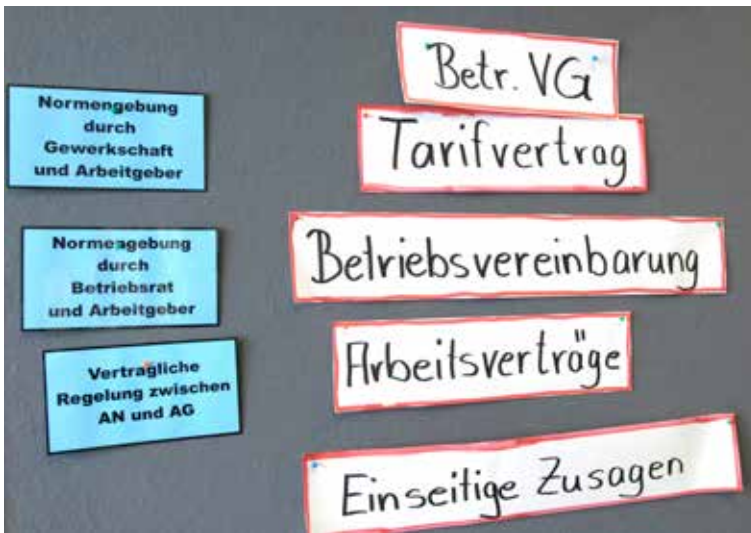 Betr. VG
Normengebung
durch
Gewerkschaft
und Arbeitgeber
Tarifvertrag
Normengebung
durch
Betriebsrat
und Arbeitgeber
Betriebsvereinbarung
Vertragliche
Regelung zwischen
AN und AG
Arbeitsverträge
Einseitige Zusagen